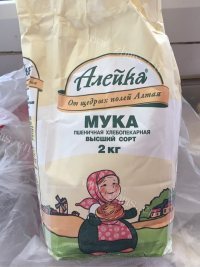 Алейка
От щедрых полей Алтая
МУКА
ПШЕНИЧНАЯ ХЛЕБОПЕКАРНАЯ
ВЫСШИЙ СОРТ
2 КГ